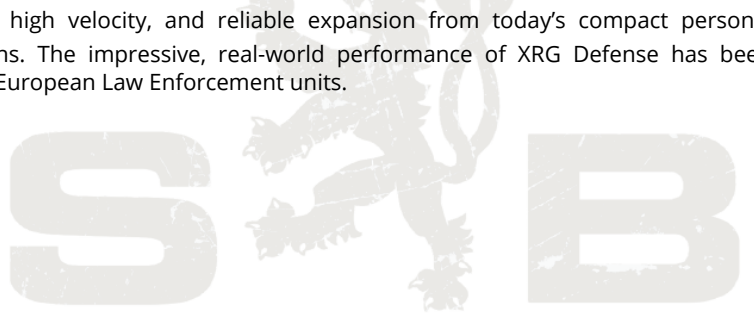 high velocity, and reliable expansion from today’s compact person
ns. The impressive, real-world performance of XRG Defense has bee
European Law Enforcement units.
S B